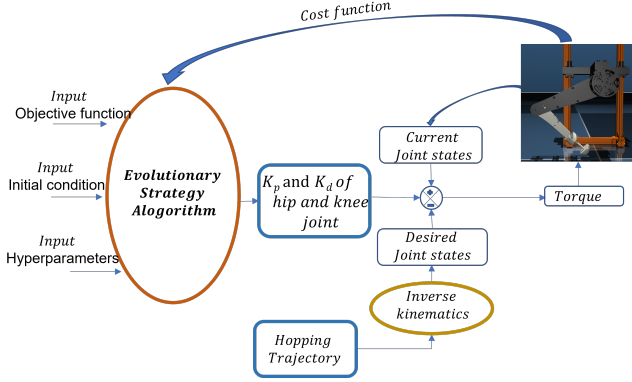 Cost function
Input
Objective function
Input
Initial condition
Input
Hyperparameters
Evolutionary
Strategy
Alogorithm
K_p and K_d of
hip and knee
joint
Current
Joint states
+
−
Torque
Desired
Joint states
Inverse
kinematics
Hopping
Trajectory